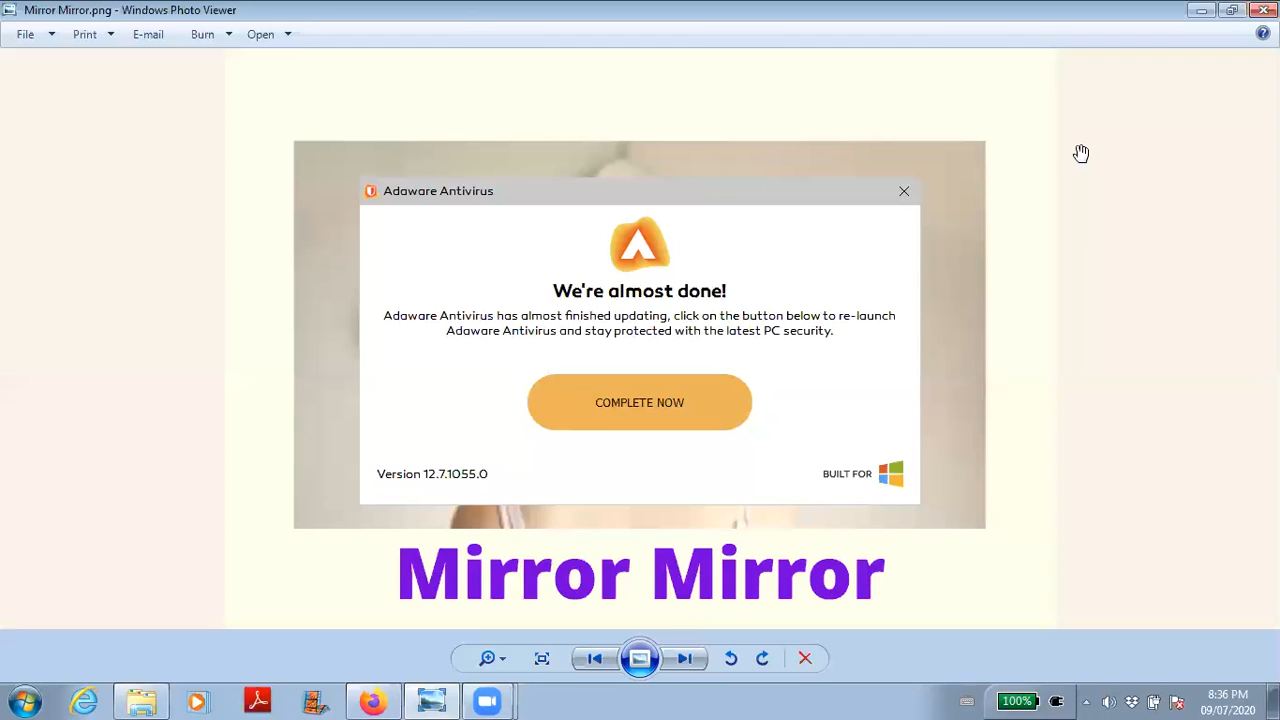 Mirror Mirror.png - Windows Photo Viewer
File Print E-mail Burn Open
Adaware Antivirus
We're almost done!
Adaware Antivirus has almost finished updating, click on the button below to re-launch
Adaware Antivirus and stay protected with the latest PC security.
COMPLETE NOW
Version 12.7.1055.0
BUILT FOR
Mirror Mirror
100%
8:36 PM
09/07/2020